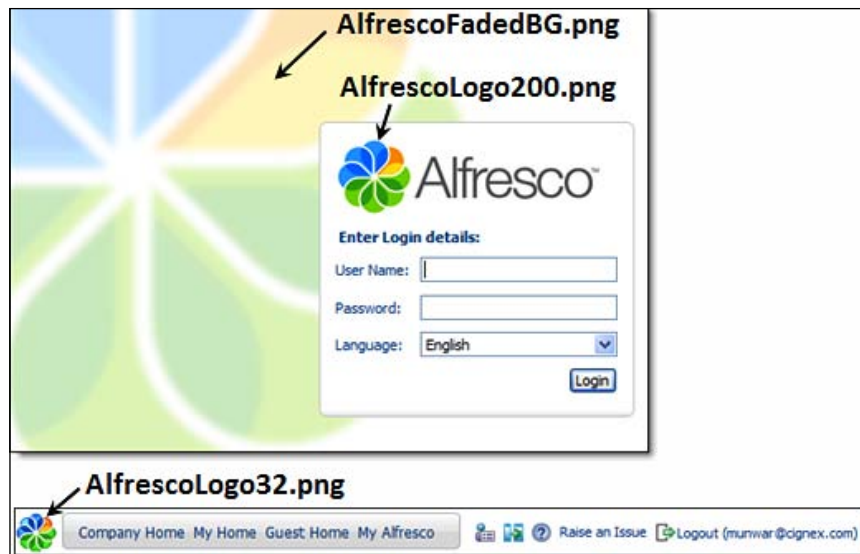 AlfrescoFadedBG.png
AlfrescoLogo200.png
Alfresco™
Enter Login details:
User Name:
Password:
Language: English
Login
AlfrescoLogo32.png
Company Home My Home Guest Home My Alfresco Raise an Issue Logout (munwar@cignex.com)